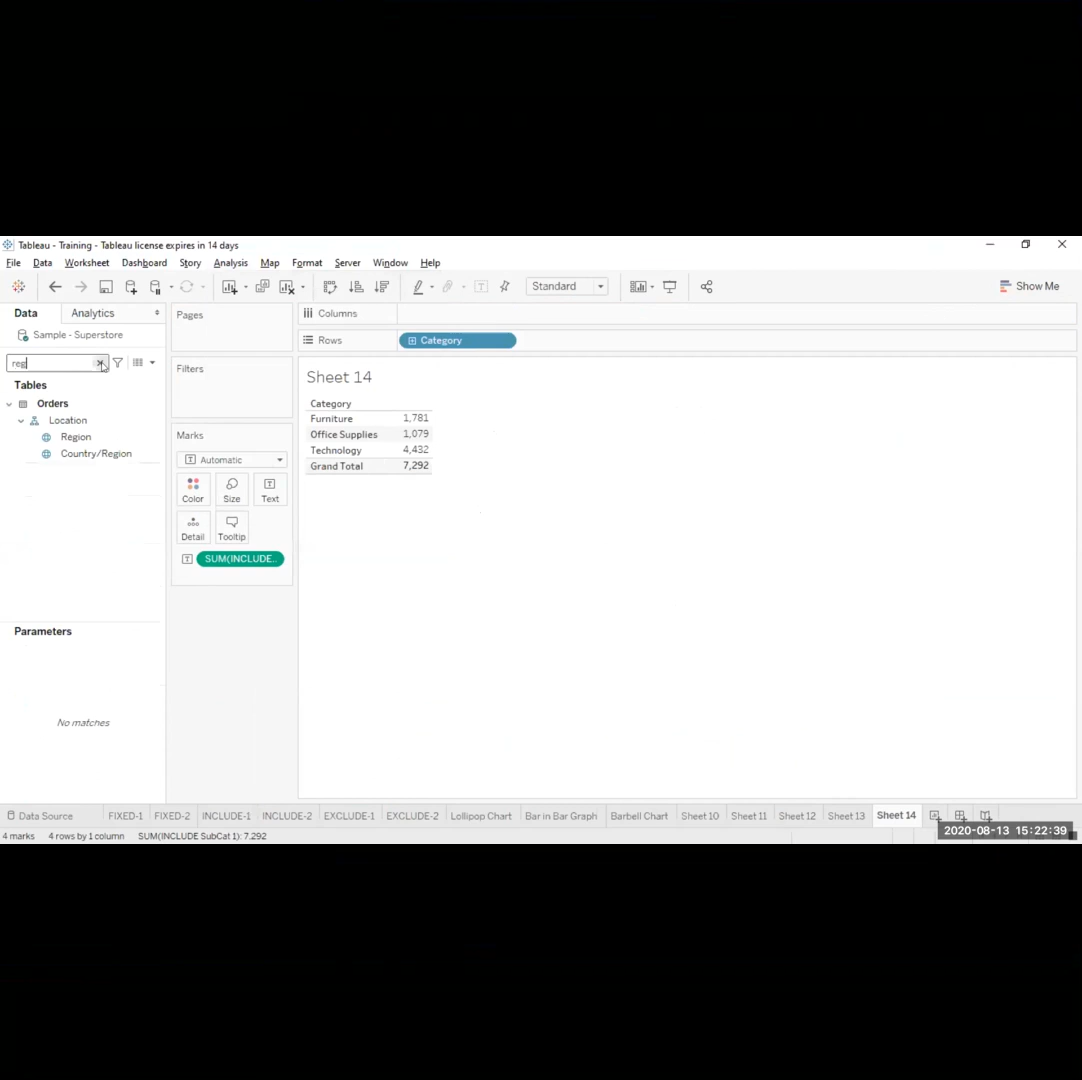 Tableau - Training - Tableau license expires in 14 days
File Data Worksheet Dashboard Story Analysis Map Format Server Window Help
Standard
Show Me
Data Analytics
Pages
Columns
Sample - Superstore
Rows
Category
reg
Filters
Tables
Sheet 14
Orders
Category
Location
Furniture 1,781
Region
Marks
Office Supplies 1,079
Country/Region
Automatic
Technology 4,432
Grand Total 7,292
Color Size Text
Detail Tooltip
SUM(INCLUDE..
Parameters
No matches
Data Source FIXED-1 FIXED-2 INCLUDE-1 INCLUDE-2 EXCLUDE-1 EXCLUDE-2 Lollipop Chart Bar in Bar Graph Barbell Chart Sheet 10 Sheet 11 Sheet 12 Sheet 13 Sheet 14
4 marks 4 rows by 1 column SUM(INCLUDE SubCat 1): 7.292
2020-08-13 15:22:39